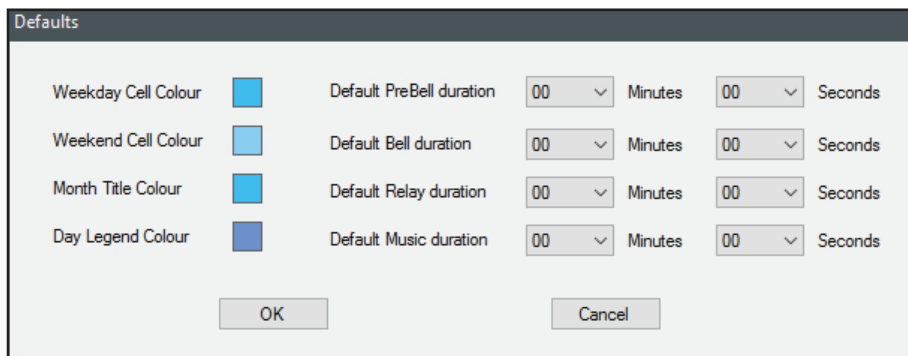 Defaults
Weekday Cell Colour Default PreBell duration 00 Minutes 00 Seconds
Weekend Cell Colour Default Bell duration 00 Minutes 00 Seconds
Month Title Colour Default Relay duration 00 Minutes 00 Seconds
Day Legend Colour Default Music duration 00 Minutes 00 Seconds
OK Cancel